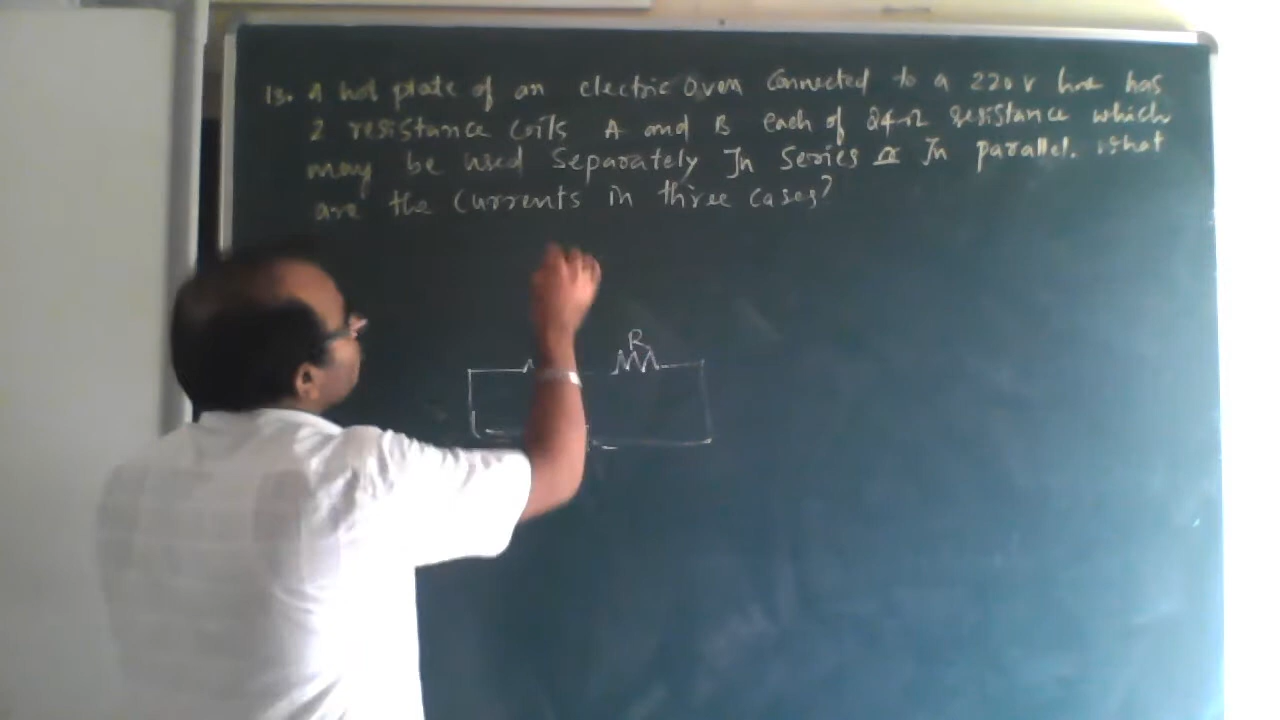 13. A hot plate of an electric oven Connected to a 220 V line has
2 resistance coils A and B each of 24 Ω resistance which
may be used Separately In Series or In parallel. What
are the currents in three cases?
R